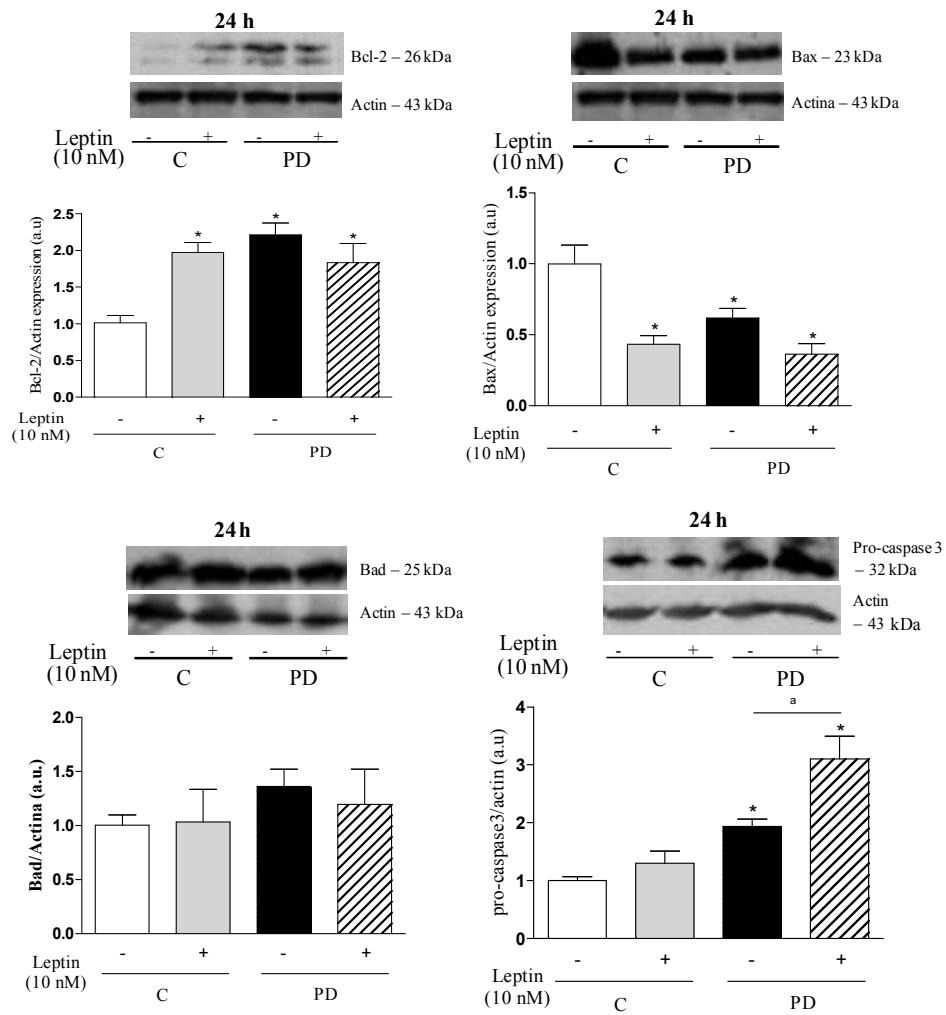 24 h
Bcl-2 – 26 kDa
Actin – 43 kDa
Leptin - + - +
(10 nM) C PD
Bcl-2/Actin expression (a.u)
2.5
2.0
1.5
1.0
0.5
0.0
* * *
Leptin - + - +
(10 nM)
C PD
24 h
Bax – 23 kDa
Actina – 43 kDa
Leptin - + - +
(10 nM) C PD
Bax/Actin expression (a.u)
1.5
1.0
0.5
0.0
* * *
- + - +
Leptin
(10 nM)
C PD
24 h
Bad – 25 kDa
Actin – 43 kDa
Leptin - + - +
(10 nM) C PD
Bad/Actina (a.u.)
2.0
1.5
1.0
0.5
0.0
- + - +
Leptin
(10 nM)
C PD
24 h
Pro-caspase 3
– 32 kDa
Actin
– 43 kDa
Leptin - + - +
(10 nM) C PD
pro-caspase3/actin (a.u)
4
3
2
1
0
a
* *
- + - +
Leptin
(10 nM)
C PD